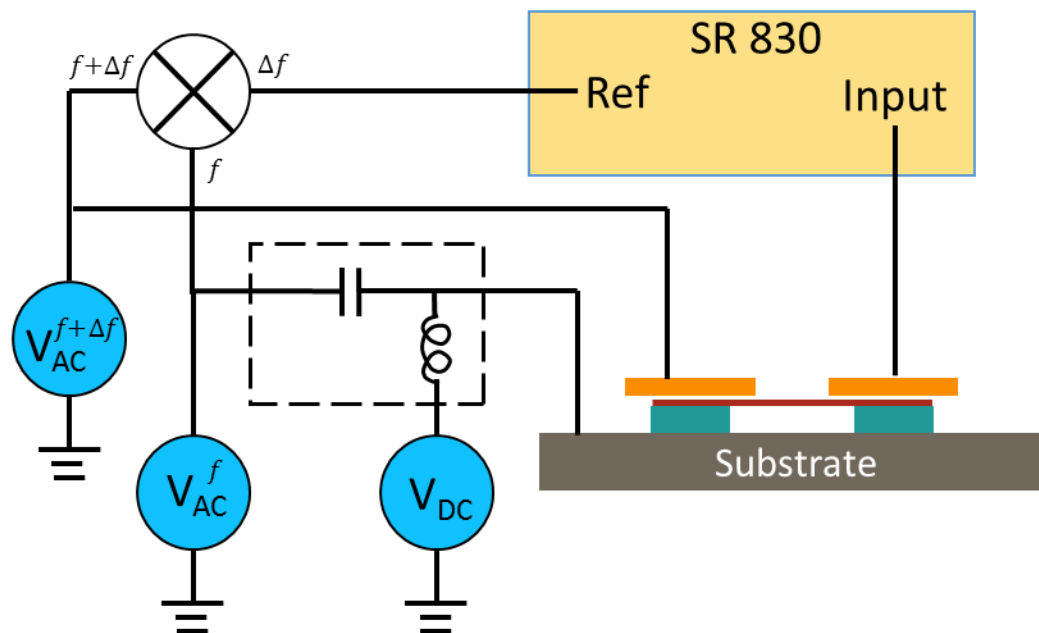 SR 830
f+Δf
Δf
Ref
Input
f
V_AC^{f+Δf}
V_AC^f
V_DC
Substrate